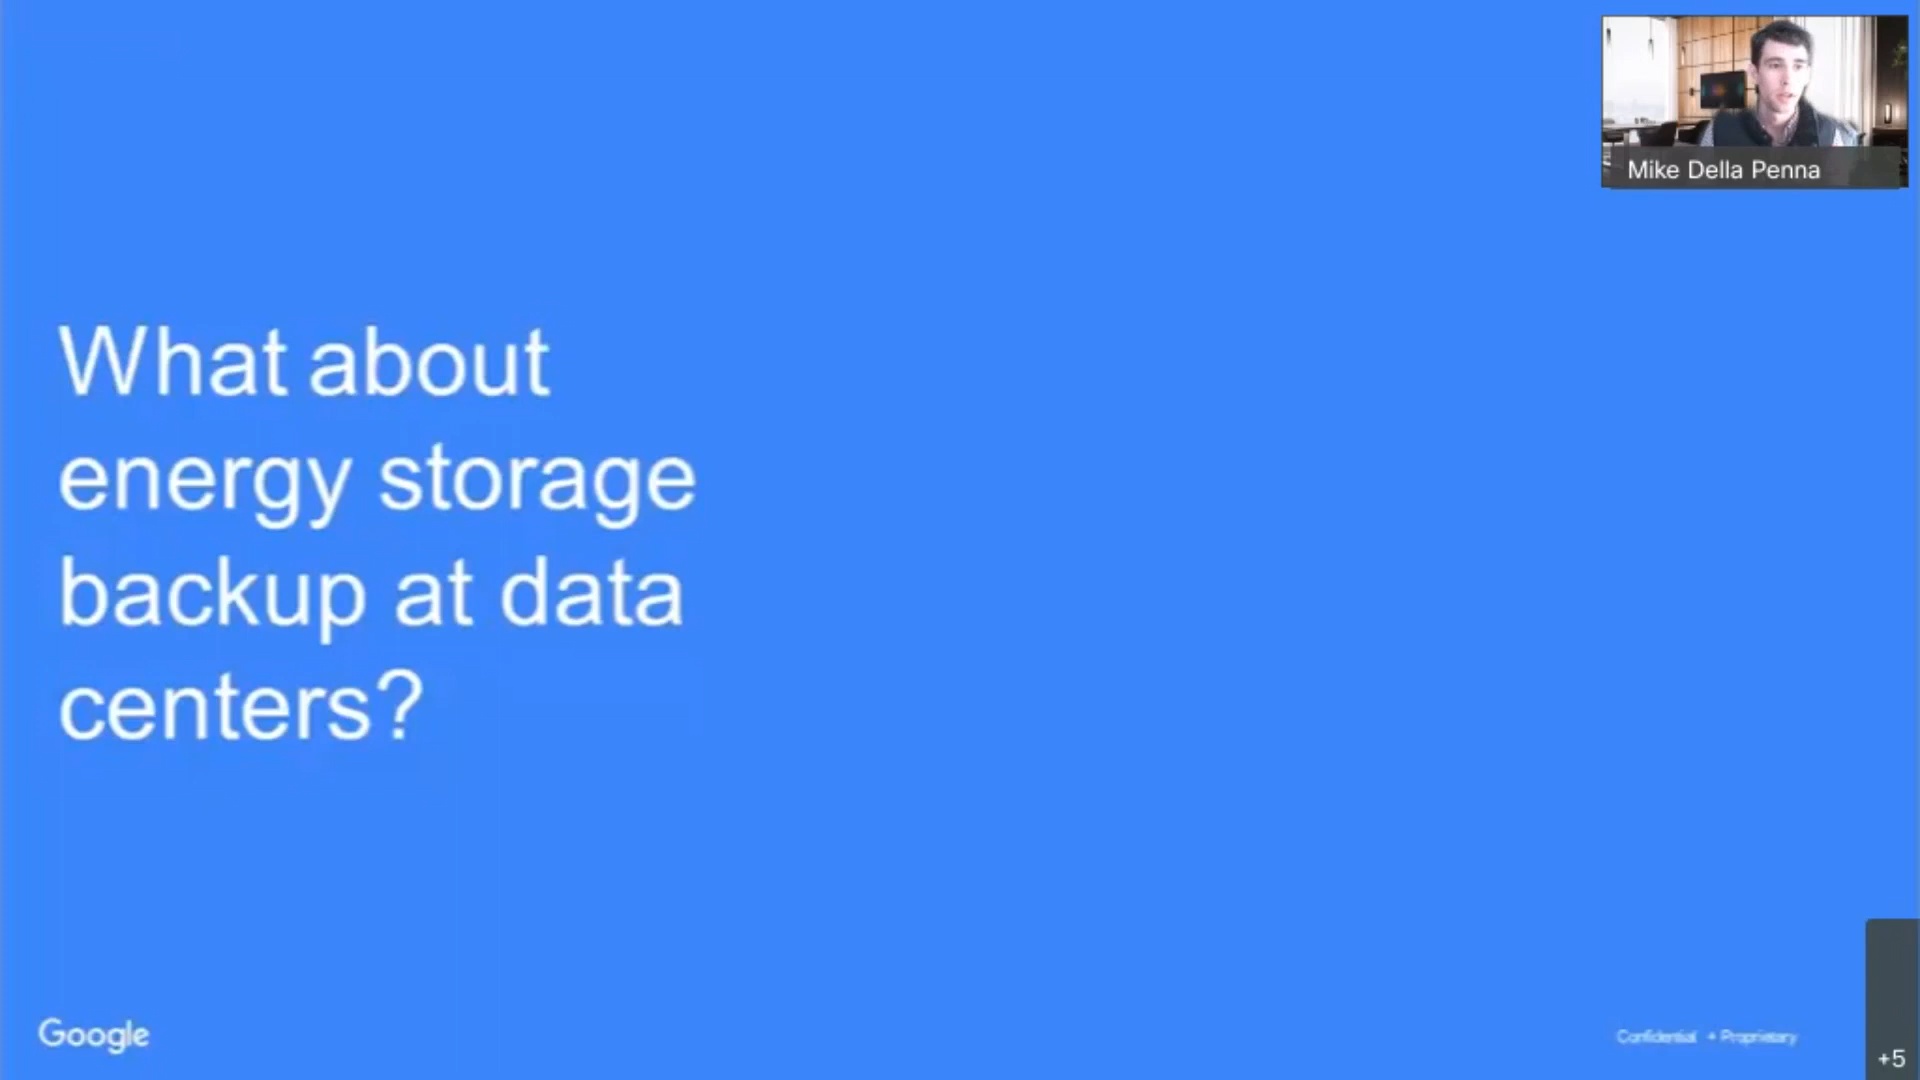 Mike Della Penna
What about
energy storage
backup at data
centers?
Google
Confidential + Proprietary
+5